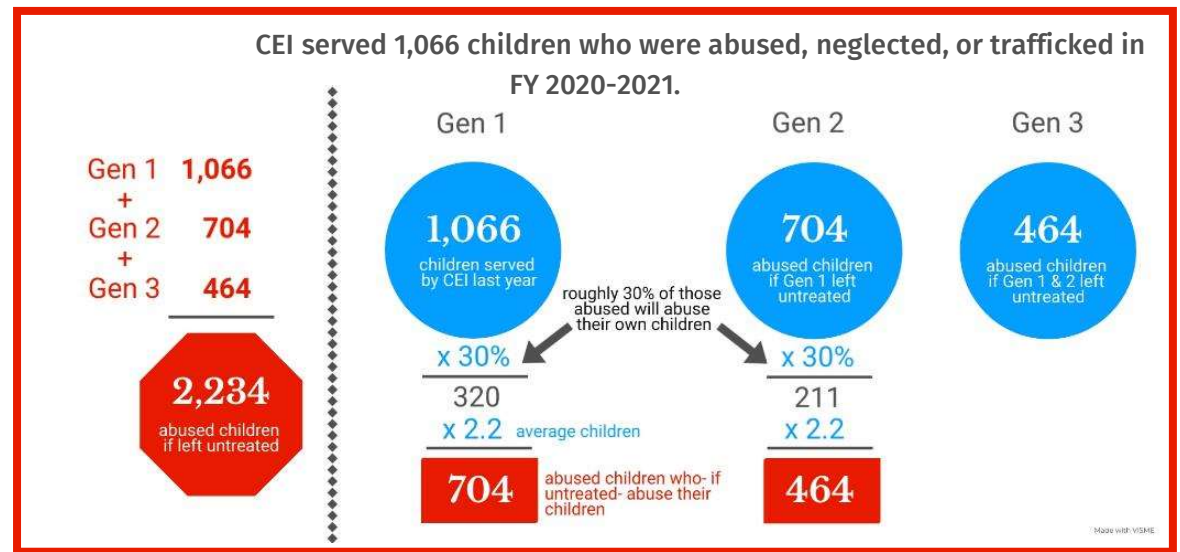 CEI served 1,066 children who were abused, neglected, or trafficked in
FY 2020-2021.
Gen 1 1,066
+
Gen 2 704
+
Gen 3 464
2,234
abused children
if left untreated
Gen 1
1,066
children served
by CEI last year
roughly 30% of those
abused will abuse
their own children
x 30%
320
x 2.2 average children
704
abused children who- if
untreated- abuse their
children
Gen 2
704
abused children
if Gen 1 left
untreated
x 30%
211
x 2.2
464
Gen 3
464
abused children
if Gen 1 & 2 left
untreated
Made with VISME